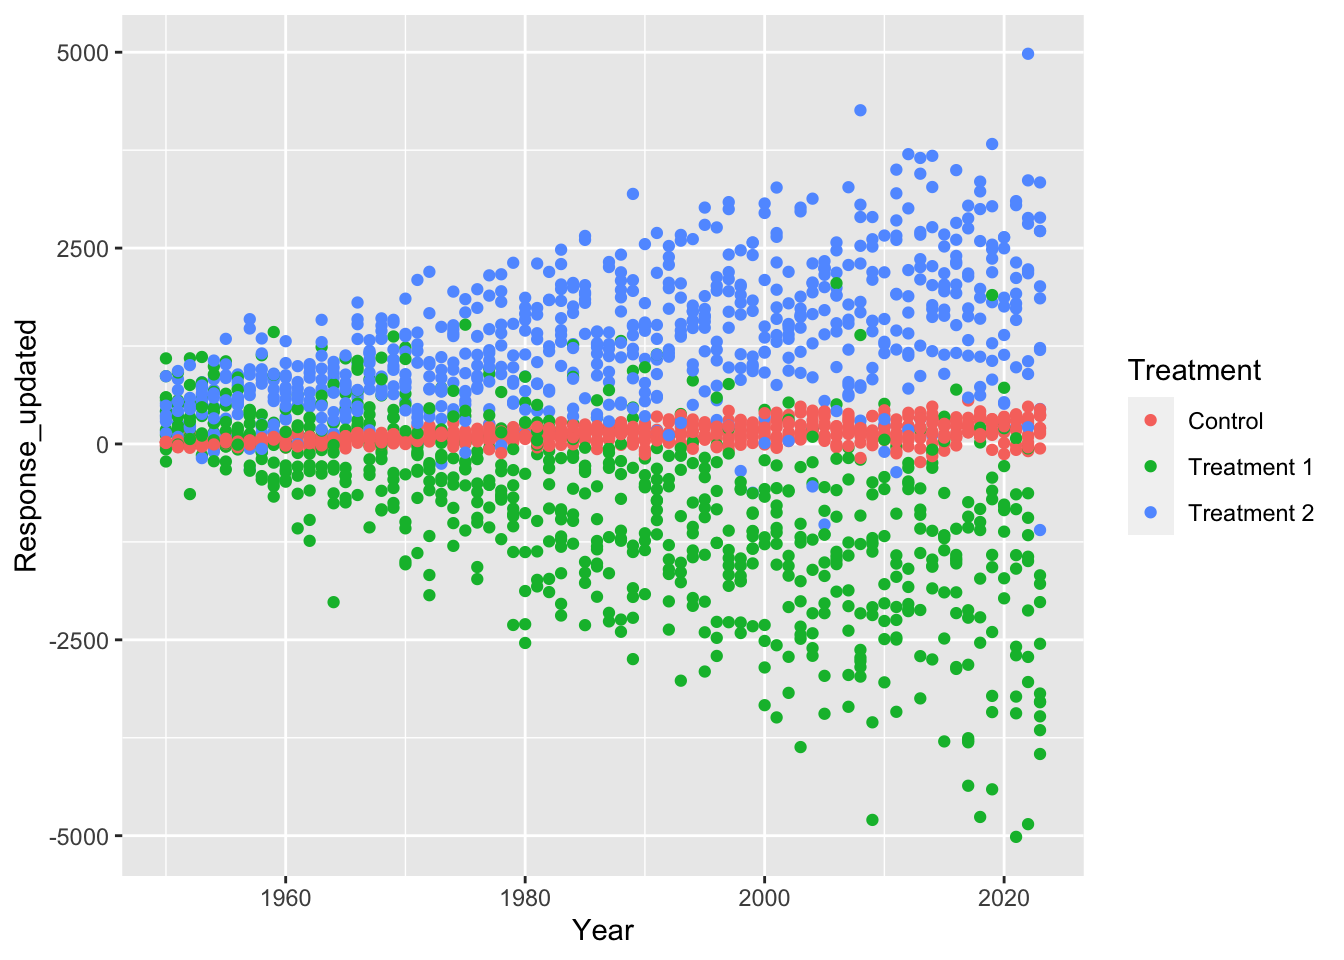 5000
2500
0
-2500
-5000
Response_updated
1960
1980
2000
2020
Year
Treatment
Control
Treatment 1
Treatment 2